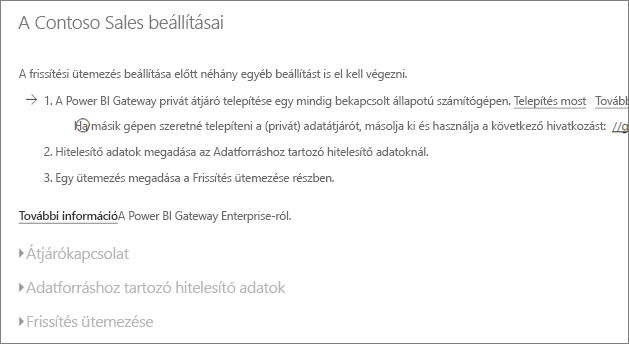 A Contoso Sales beállításai
A frissítési ütemezés beállítása előtt néhány egyéb beállítást is el kell végezni.
1. A Power BI Gateway privát átjáró telepítése egy mindig bekapcsolt állapotú számítógépen. Telepítés most
Ha másik gépen szeretné telepíteni a (privát) adatátjárót, másolja ki és használja a következő hivatkozást:
2. Hitelesítő adatok megadása az Adatforráshoz tartozó hitelesítő adatoknál.
3. Egy ütemezés megadása a Frissítés ütemezése részben.
További információA Power BI Gateway Enterprise-ról.
Átjárókapcsolat
Adatforráshoz tartozó hitelesítő adatok
Frissítés ütemezése